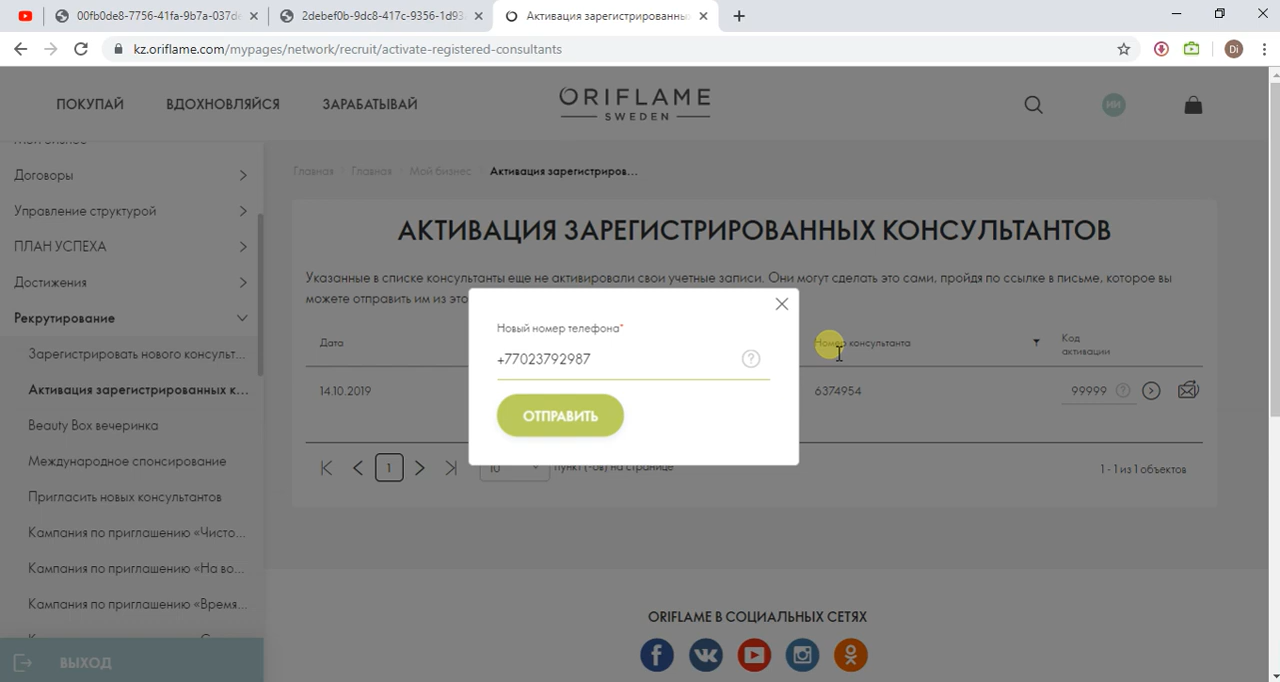 00fb0de8-7756-41fa-9b7a-037de
2debef0b-9dc8-417c-9356-1d93
Активация зарегистрированны
kz.oriflame.com/mypages/network/recruit/activate-registered-consultants
Di
ПОКУПАЙ
ВДОХНОВЛЯЙСЯ
ЗАРАБАТЫВАЙ
ORIFLAME
SWEDEN
ИИ
Мой бизнес
Договоры
Управление структурой
ПЛАН УСПЕХА
Достижения
Рекрутирование
Зарегистрировать нового консульт...
Активация зарегистрированных к...
Beauty Box вечеринка
Международное спонсирование
Пригласить новых консультантов
Кампания по приглашению «Чисто...
Кампания по приглашению «На во...
Кампания по приглашению «Время...
ВЫХОД
Главная
Главная
Мой бизнес
Активация зарегистриров...
АКТИВАЦИЯ ЗАРЕГИСТРИРОВАННЫХ КОНСУЛЬТАНТОВ
Указанные в списке консультанты еще не активировали свои учетные записи. Они могут сделать это сами, пройдя по ссылке в письме, которое вы
можете отправить им из это
Дата
Номер консультанта
Код
активации
14.10.2019
6374954
99999
?
Новый номер телефона*
+77023792987
?
ОТПРАВИТЬ
1
10
пункт (-ов) на странице
1 - 1 из 1 объектов
ORIFLAME В СОЦИАЛЬНЫХ СЕТЯХ